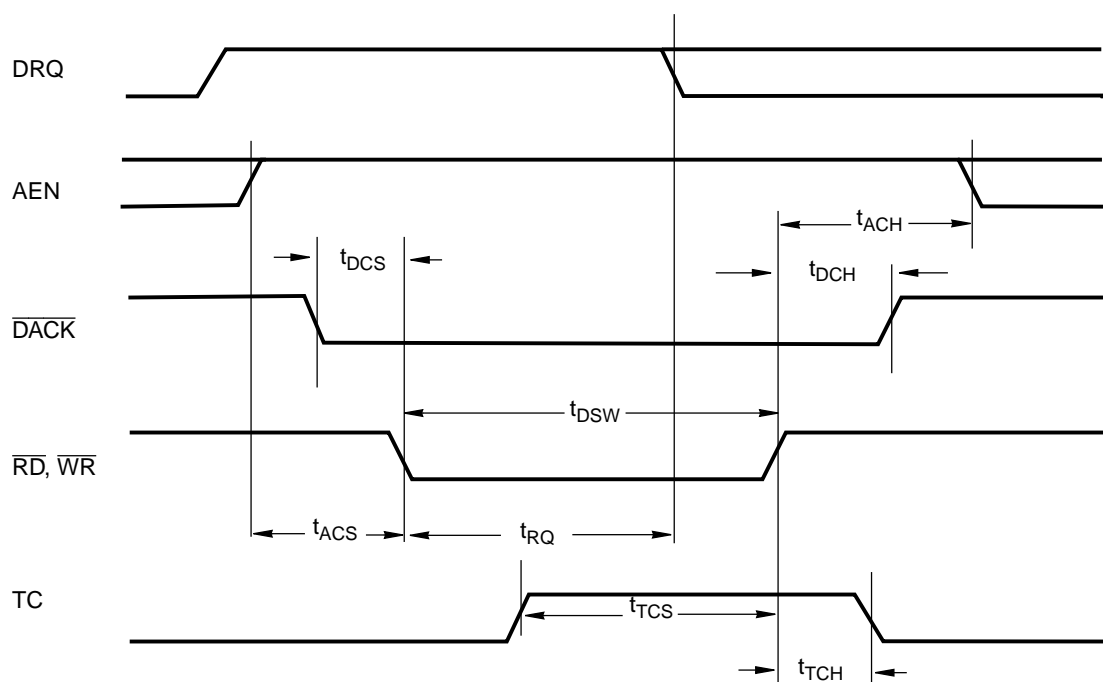 DRQ
AEN
tACH
tDCS
tDCH
DACK
tDSW
RD, WR
tACS
tRQ
TC
tTCS
tTCH